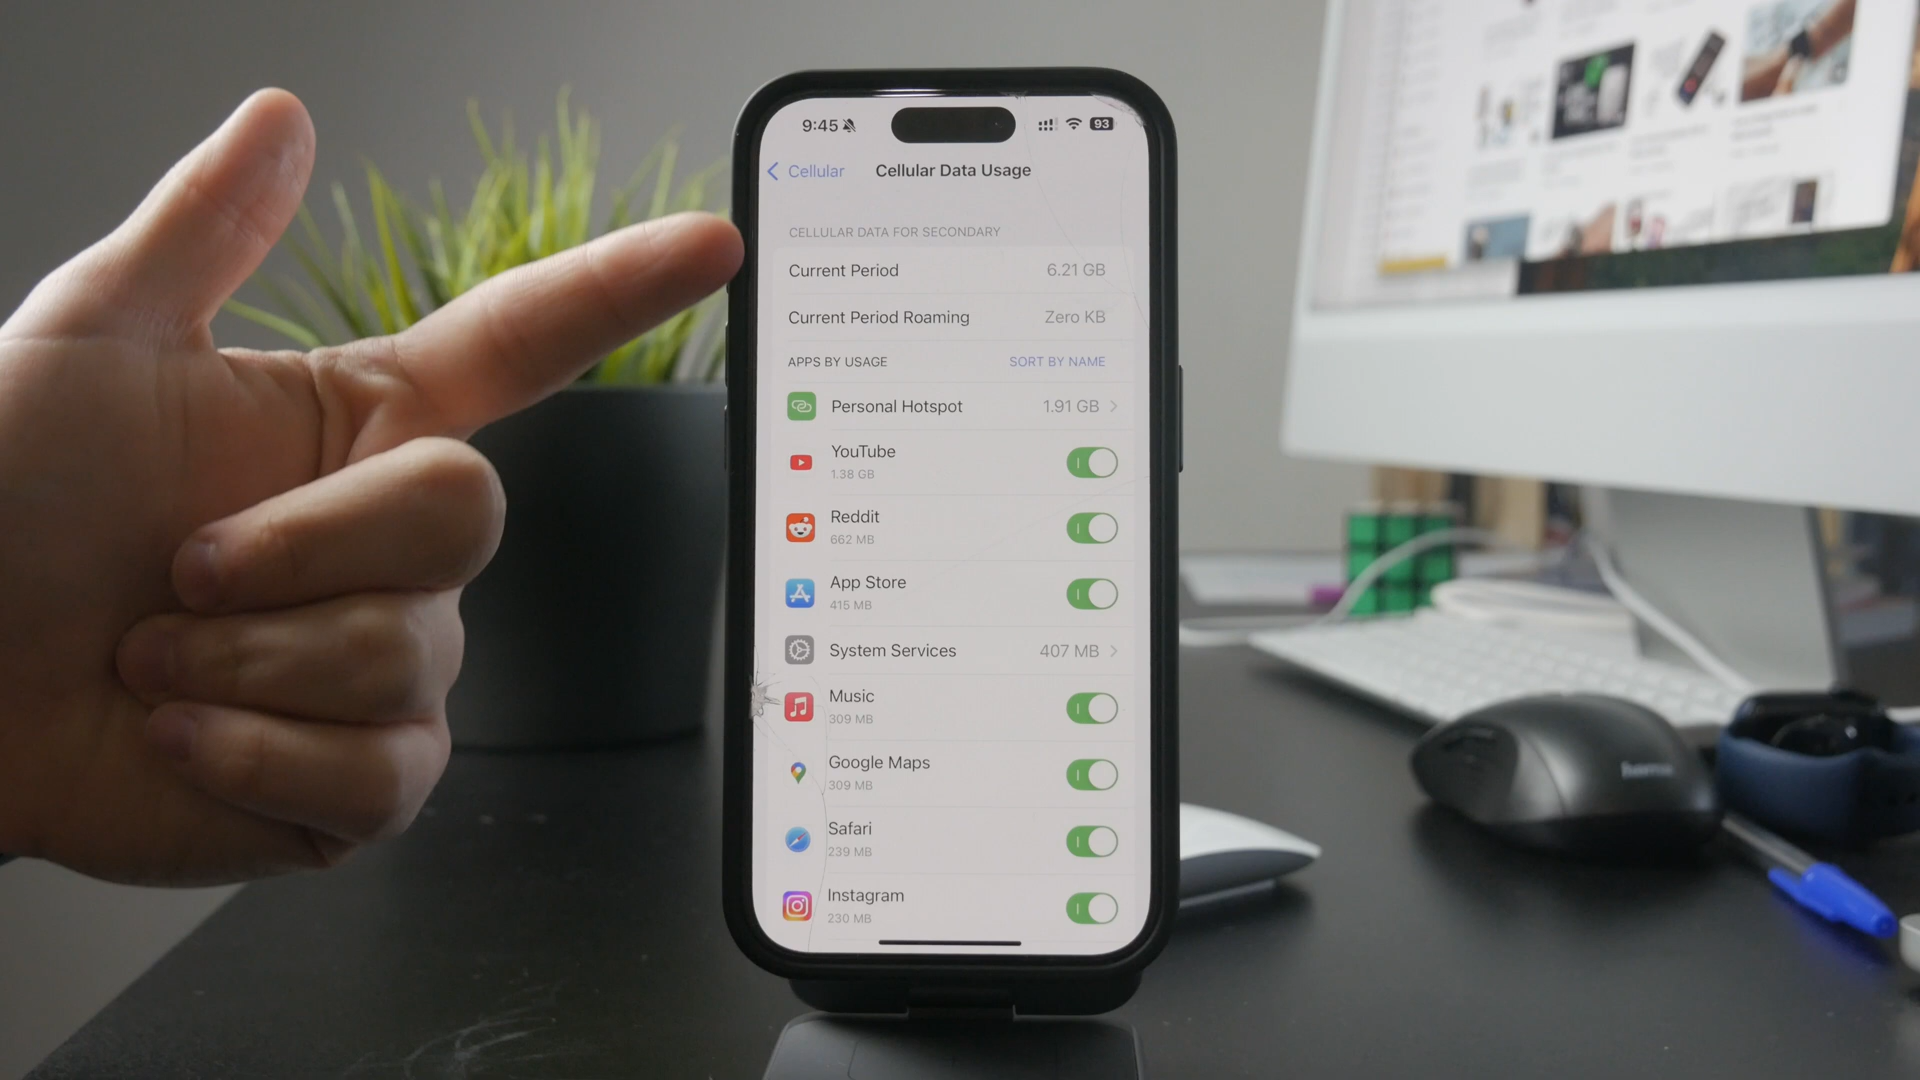 9:45
93
Cellular
Cellular Data Usage
CELLULAR DATA FOR SECONDARY
Current Period 6.21 GB
Current Period Roaming Zero KB
APPS BY USAGE SORT BY NAME
Personal Hotspot 1.91 GB
YouTube
1.38 GB
Reddit
662 MB
App Store
415 MB
System Services 407 MB
Music
309 MB
Google Maps
309 MB
Safari
239 MB
Instagram
230 MB
hama